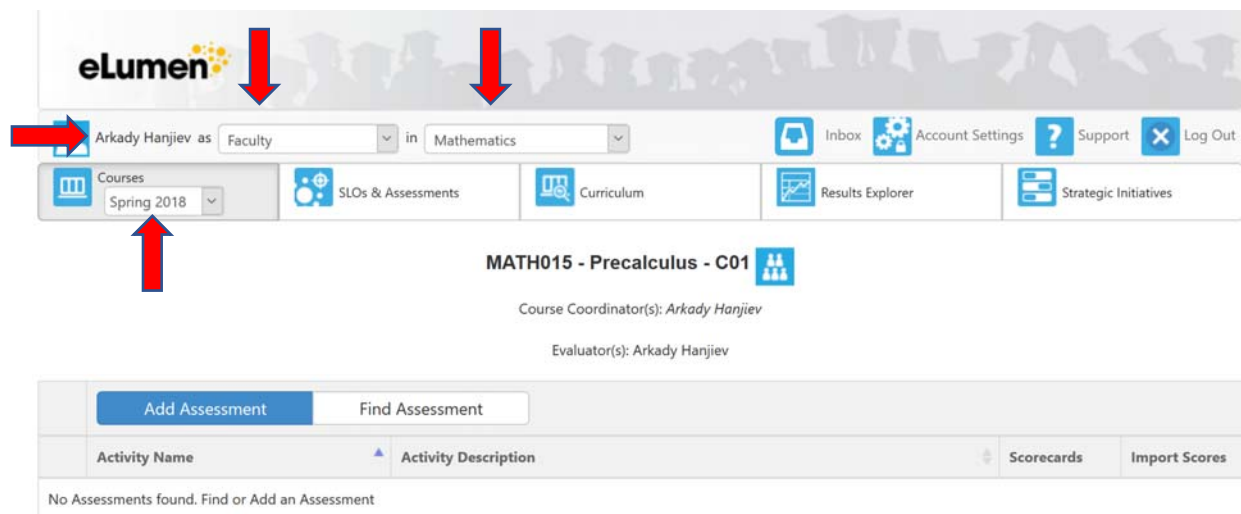 eLumen
Arkady Hanjiev as Faculty in Mathematics Inbox Account Settings ? Support Log Out
Courses
Spring 2018 SLOs & Assessments Curriculum Results Explorer Strategic Initiatives
MATH015 - Precalculus - C01
Course Coordinator(s): Arkady Hanjiev
Evaluator(s): Arkady Hanjiev
Add Assessment Find Assessment
Activity Name Activity Description Scorecards Import Scores
No Assessments found. Find or Add an Assessment